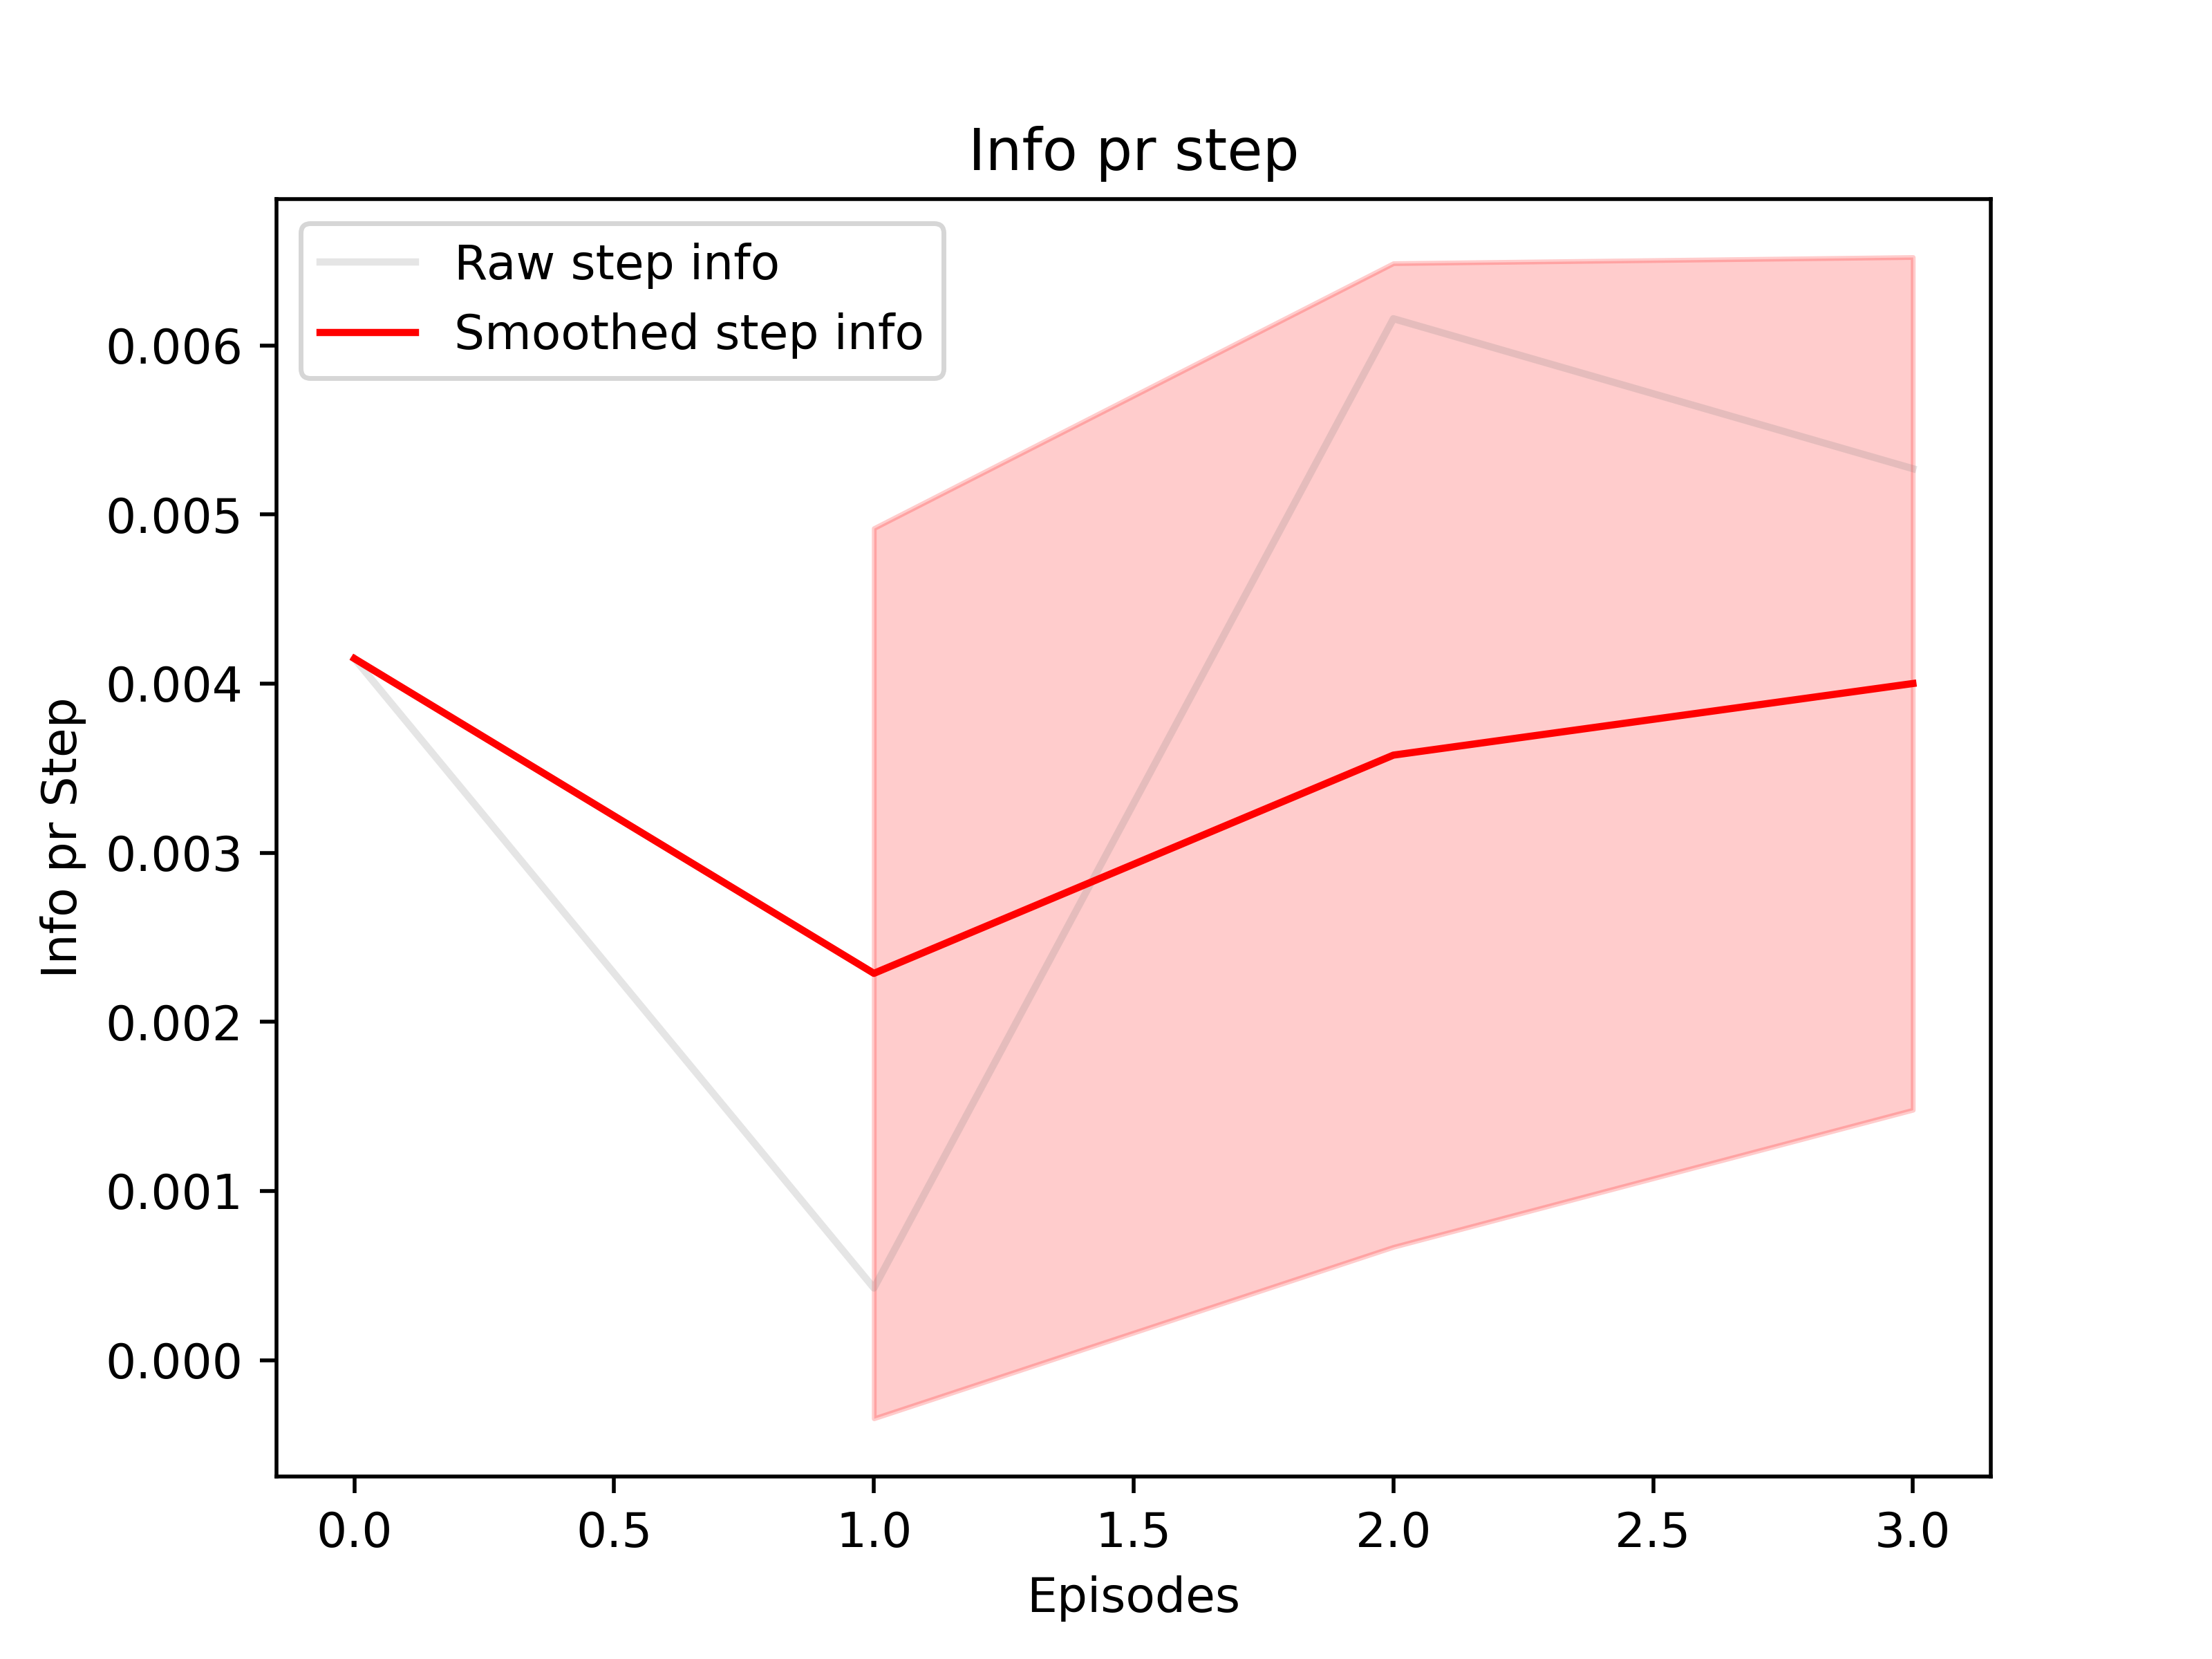 Info pr step
Raw step info
Smoothed step info
0.006
0.005
0.004
0.003
0.002
0.001
0.000
Info pr Step
0.0 0.5 1.0 1.5 2.0 2.5 3.0
Episodes